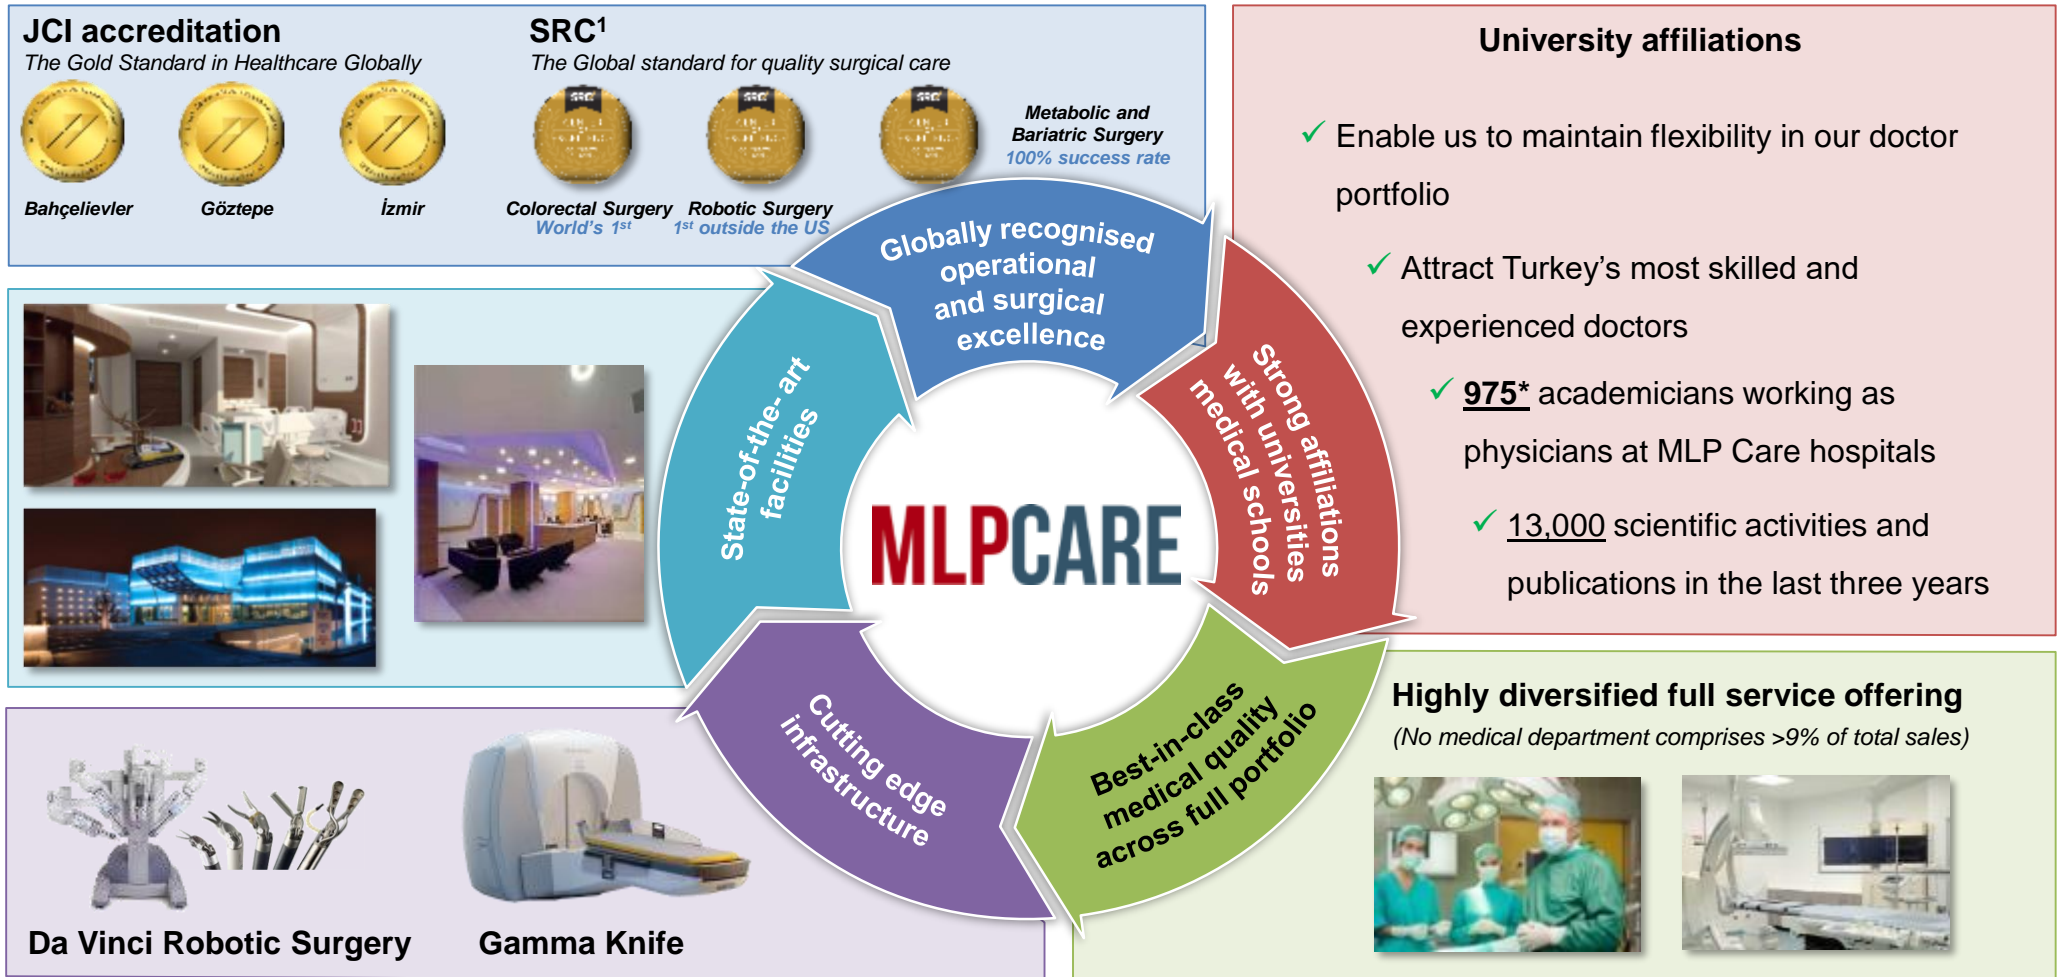 JCI accreditation
The Gold Standard in Healthcare Globally
Bahçelievler
Göztepe
İzmir
SRC¹
The Global standard for quality surgical care
SRC
SRC
SRC
Colorectal Surgery
World's 1st
Robotic Surgery
1st outside the US
Metabolic and
Bariatric Surgery
100% success rate
University affiliations
✓ Enable us to maintain flexibility in our doctor
portfolio
✓ Attract Turkey's most skilled and
experienced doctors
✓ 975* academicians working as
physicians at MLP Care hospitals
✓ 13,000 scientific activities and
publications in the last three years
Globally recognised
operational
and surgical
excellence
Strong affiliations
with universities
medical schools
Best-in-class
medical quality
across full portfolio
Cutting edge
infrastructure
State-of-the- art
facilities
MLPCARE
Highly diversified full service offering
(No medical department comprises >9% of total sales)
Da Vinci Robotic Surgery
Gamma Knife